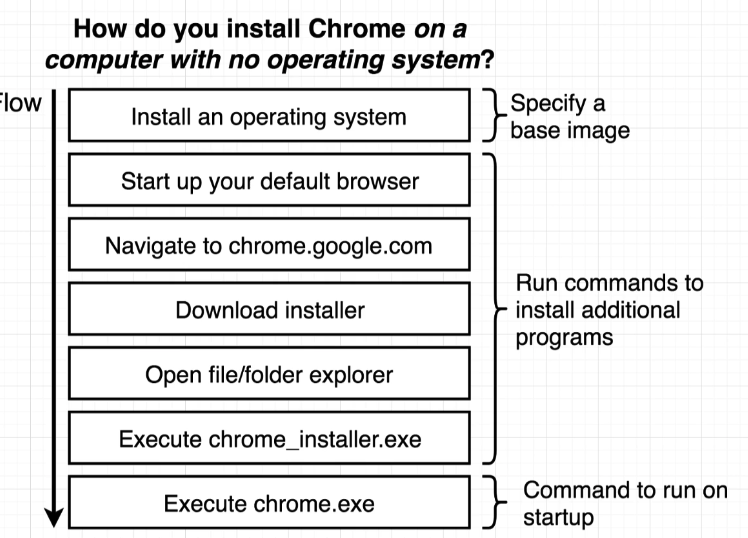 How do you install Chrome on a
computer with no operating system?
Flow
Install an operating system
Specify a
base image
Start up your default browser
Navigate to chrome.google.com
Download installer
Open file/folder explorer
Execute chrome_installer.exe
Run commands to
install additional
programs
Execute chrome.exe
Command to run on
startup